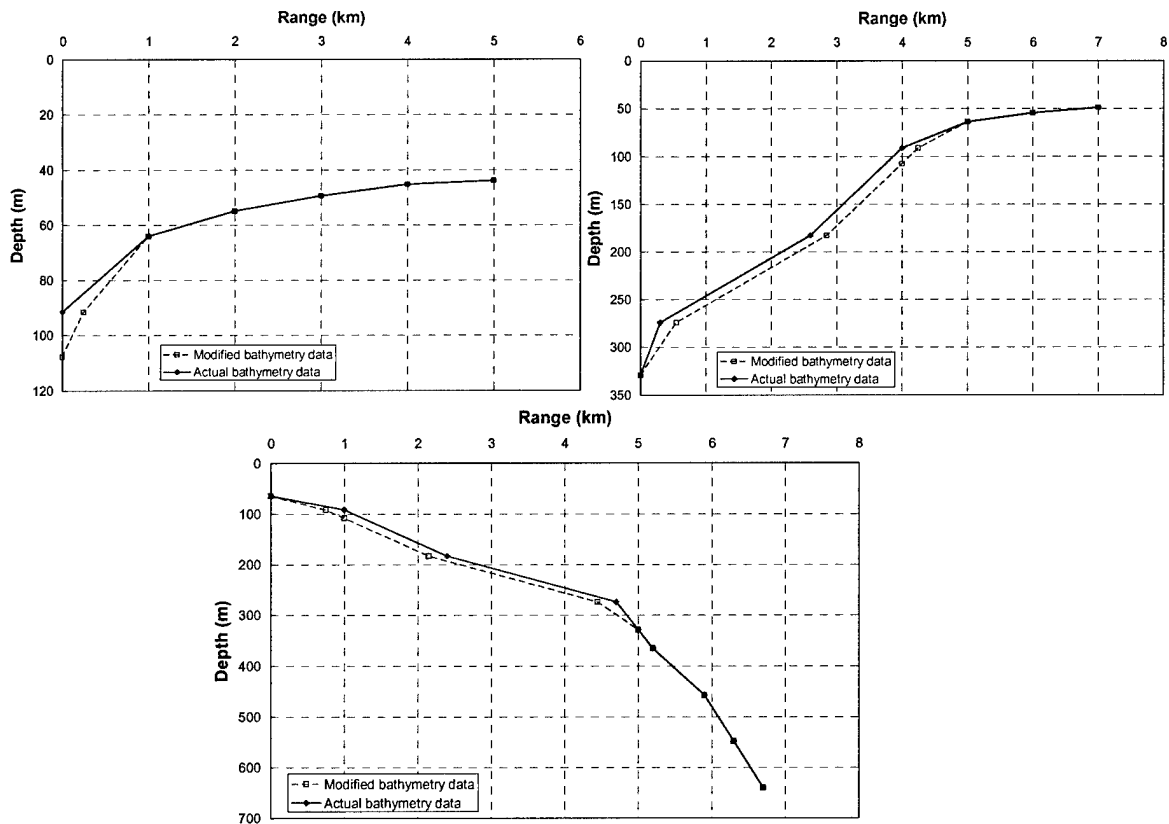 Range (km)
0 1 2 3 4 5 6
0
20
40
60
80
100
120
Depth (m)
Modified bathymetry data
Actual bathymetry data
Range (km)
0 1 2 3 4 5 6 7 8
0
50
100
150
200
250
300
350
Depth (m)
Modified bathymetry data
Actual bathymetry data
Range (km)
0 1 2 3 4 5 6 7 8
0
100
200
300
400
500
600
700
Depth (m)
Modified bathymetry data
Actual bathymetry data